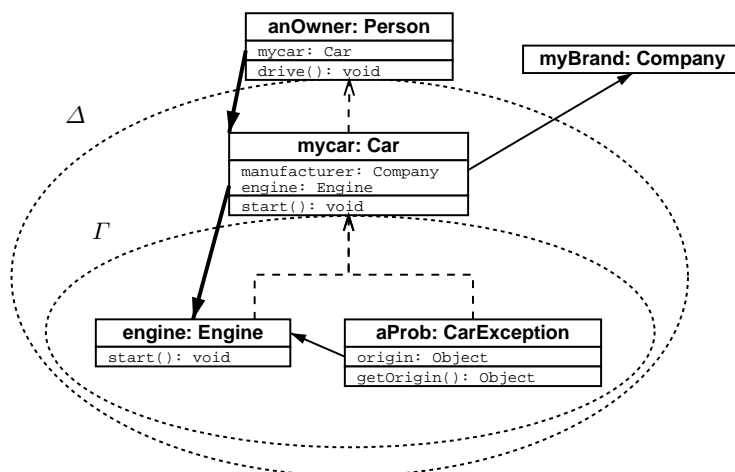 anOwner: Person
mycar: Car
drive(): void
myBrand: Company
Δ
mycar: Car
manufacturer: Company
engine: Engine
start(): void
Γ
engine: Engine
start(): void
aProb: CarException
origin: Object
getOrigin(): Object